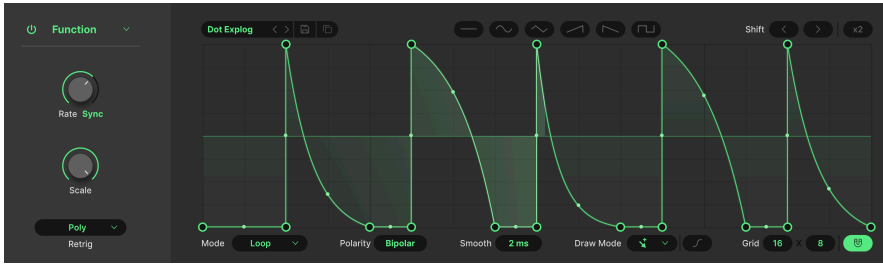 Function
Dot Explog
Shift
x2
Rate Sync
Scale
Poly
Retrig
Mode Loop
Polarity Bipolar
Smooth 2 ms
Draw Mode
Grid 16 X 8